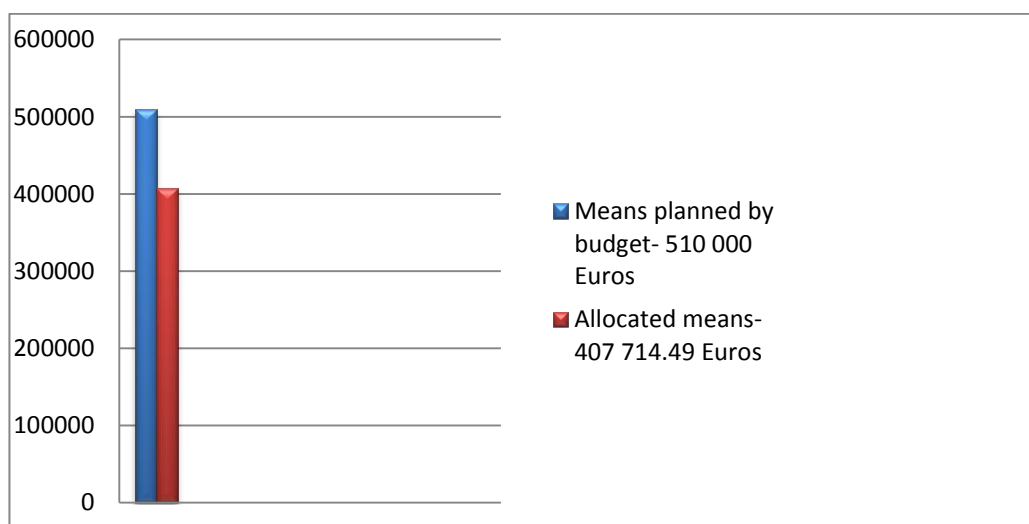 600000
500000
400000
300000
200000
100000
0
Means planned by
budget- 510 000
Euros
Allocated means-
407 714.49 Euros